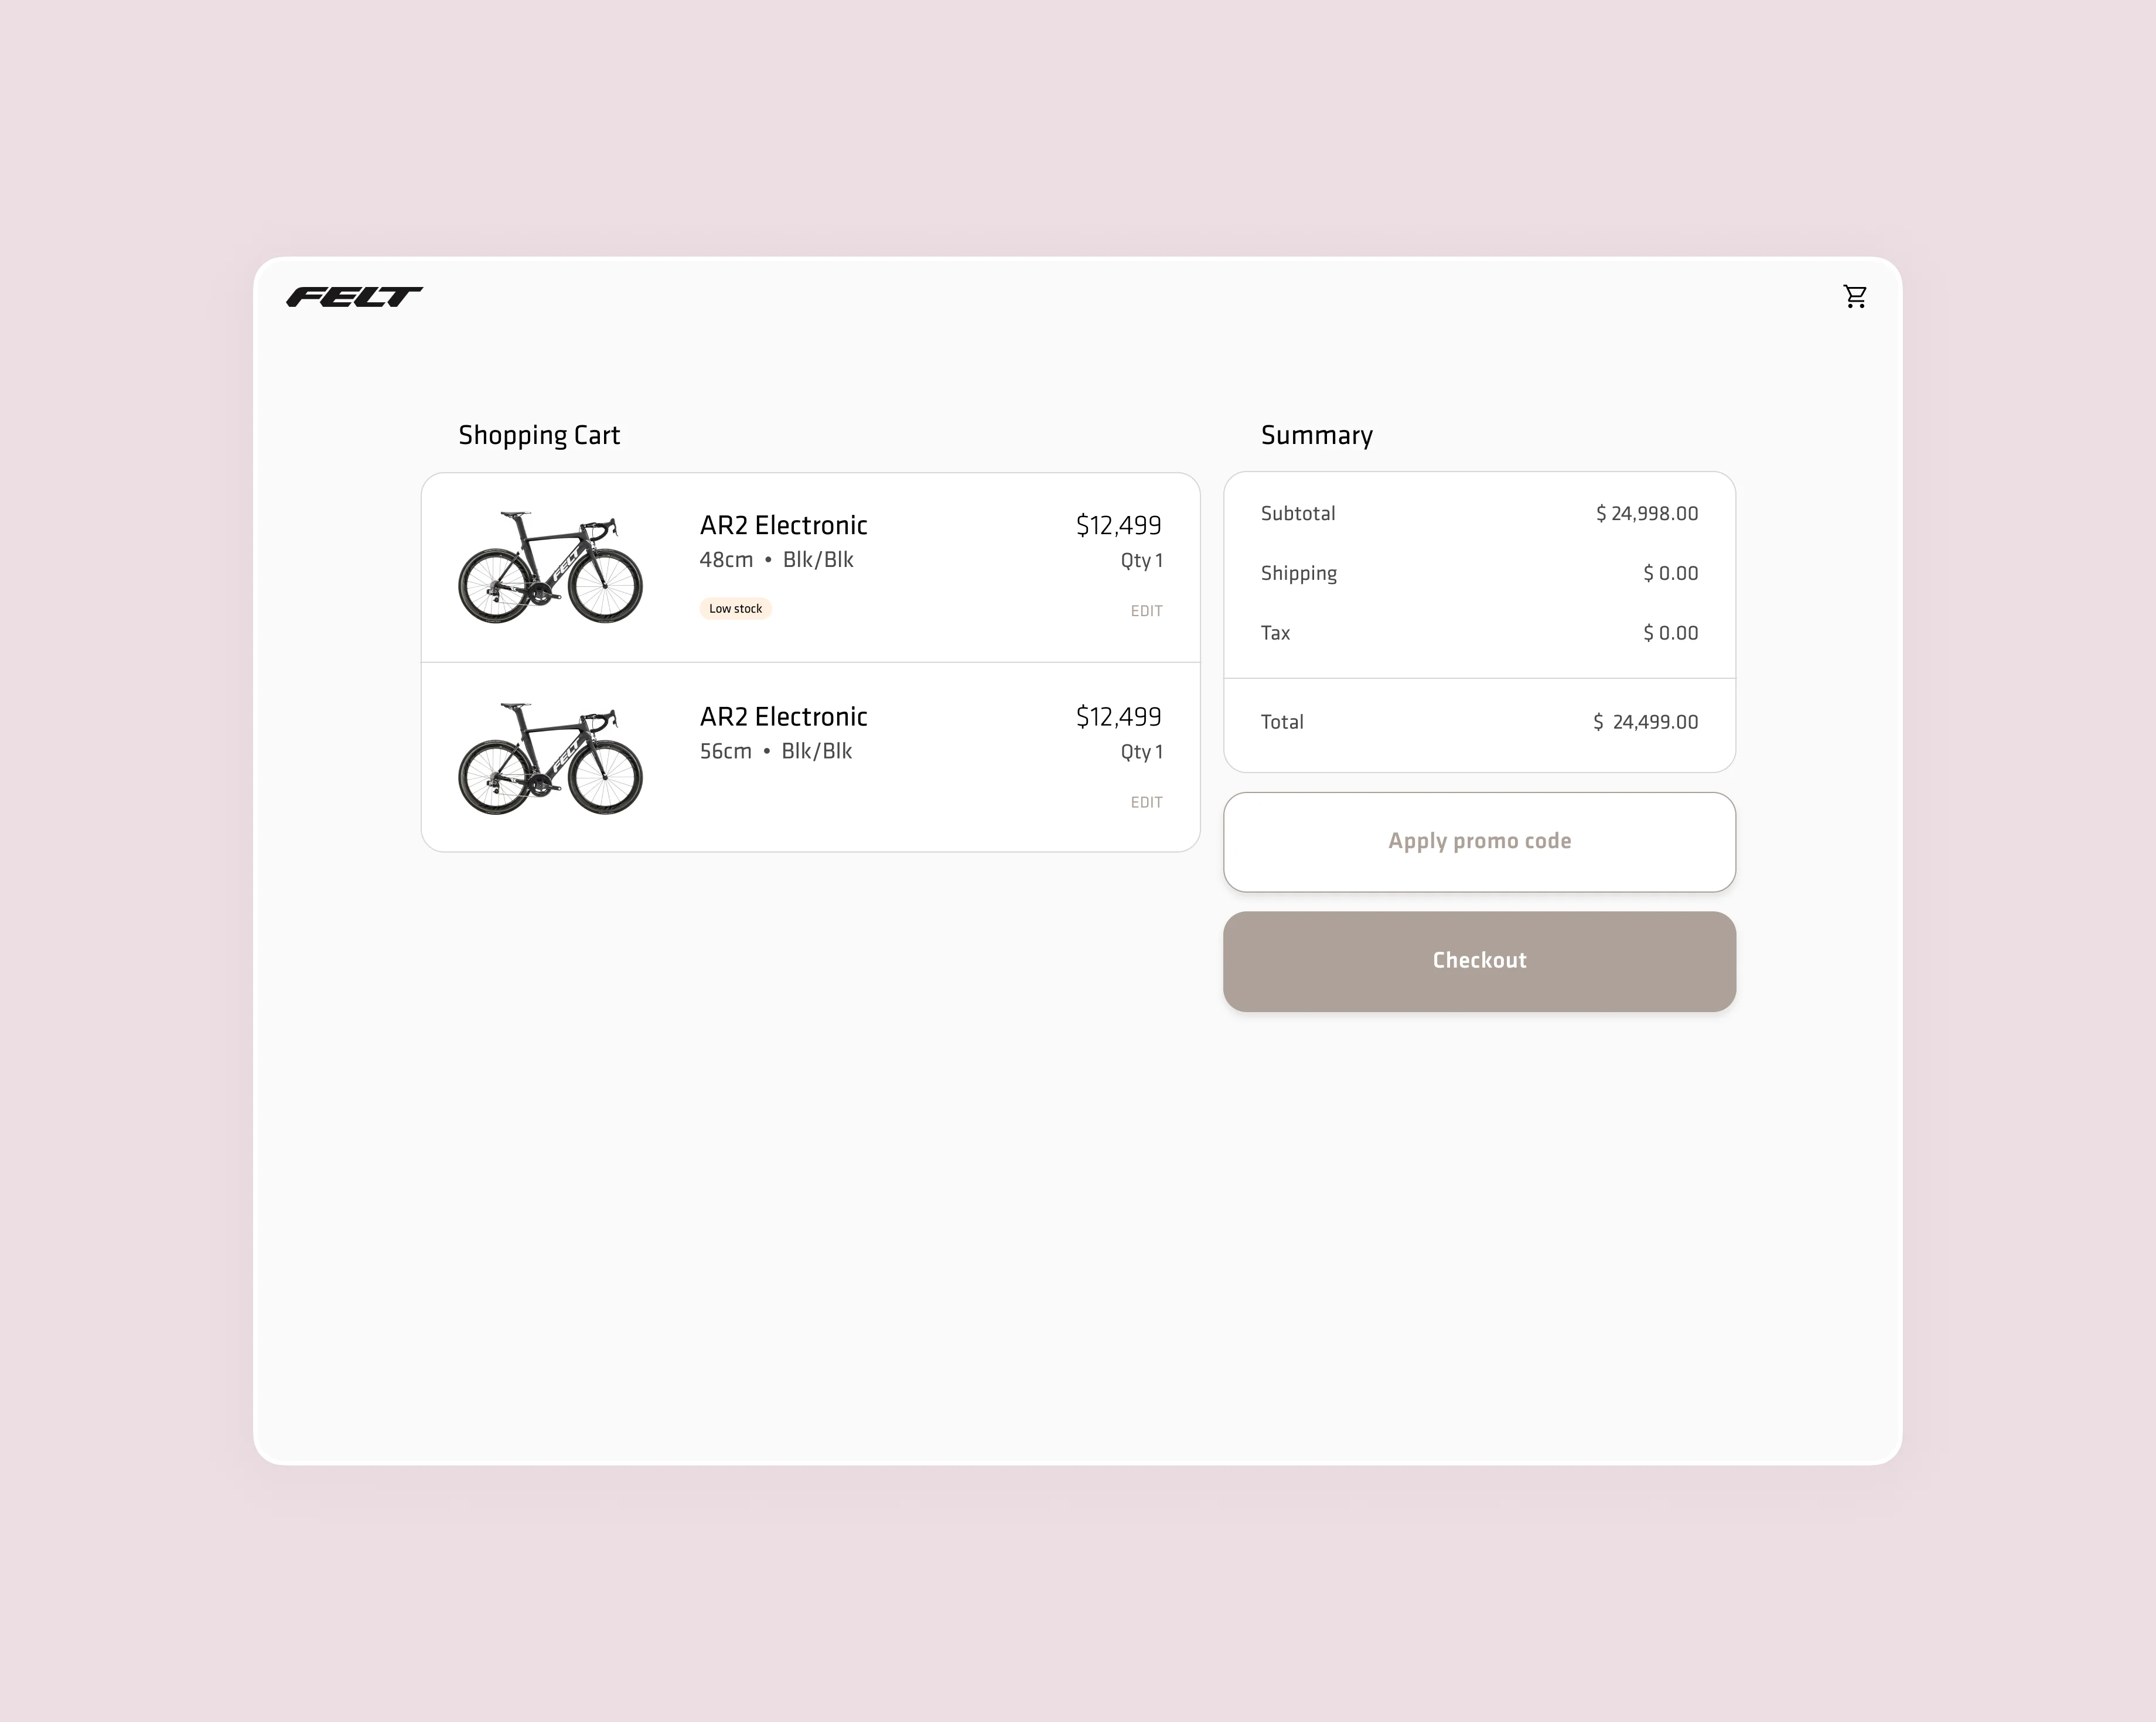 FELT
Shopping Cart
AR2 Electronic
$12,499
48cm • Blk/Blk
Qty 1
Low stock
EDIT
FELT
AR2 Electronic
$12,499
56cm • Blk/Blk
Qty 1
EDIT
FELT
Summary
Subtotal
$ 24,998.00
Shipping
$ 0.00
Tax
$ 0.00
Total
$ 24,499.00
Apply promo code
Checkout